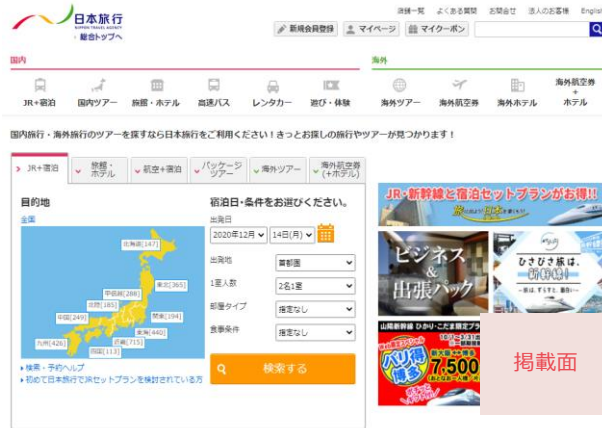 店舗一覧 よくある質問 お問合せ 法人のお客様 English
日本旅行
NIPPON TRAVEL AGENCY
総合トップへ
新規会員登録 マイページ マイクーポン
国内
海外
JR+宿泊 国内ツアー 旅館・ホテル 高速バス レンタカー 遊び・体験 海外ツアー 海外航空券 海外ホテル 海外航空券+ホテル
国内旅行・海外旅行のツアーを探すなら日本旅行をご利用ください！きっとお探しの旅行やツアーが見つかります！
JR+宿泊 旅館・ホテル 航空+宿泊 パッケージツアー 海外ツアー 海外航空券(+ホテル)
目的地
全国
北海道[147]
東北[365]
甲信越[288]
北陸[185]
中国[249]
関東[194]
東海[440]
近畿[715]
九州[426]
四国[113]
検索・予約ヘルプ
初めて日本旅行でJRセットプランを検討されている方
宿泊日・条件をお選びください。
出発日
2020年12月 14日(月)
出発地 首都圏
1室人数 2名1室
部屋タイプ 指定なし
食事条件 指定なし
検索する
JR・新幹線と宿泊セットプランがお得!!
ビジネス
&
出張パック
ひさびさ旅は、
新幹線!
〜旅は、ずらすと、面白い〜
山陽新幹線 ひかり・こだま限定プラ
バリ得
博多
新大阪
博多
7,500
掲載面